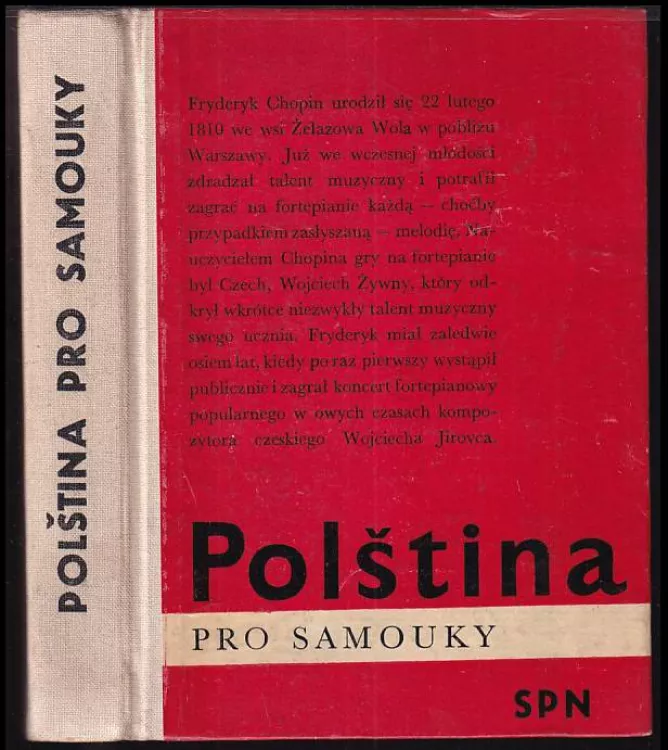 POLŠTINA PRO SAMOUKY
Fryderyk Chopin urodził się 22 lutego
1810 we wsi Żelazowa Wola w pobliżu
Warszawy. Już we wczesnej młodości
zdradzał talent muzyczny i potrafił
zagrać na fortepianie każdą — choćby
przypadkiem zasłyszaną — melodię. Na-
uczycielem Chopina gry na fortepianie
był Czech, Wojciech Żywny, który od-
krył wkrótce niezwykły talent muzyczny
swego ucznia. Fryderyk miał zaledwie
osiem lat, kiedy po raz pierwszy wystąpił
publicznie i zagrał koncert fortepianowy
popularnego w owych czasach kompo-
zytora czeskiego Wojciecha Jirovca.
Polština
PRO SAMOUKY
SPN